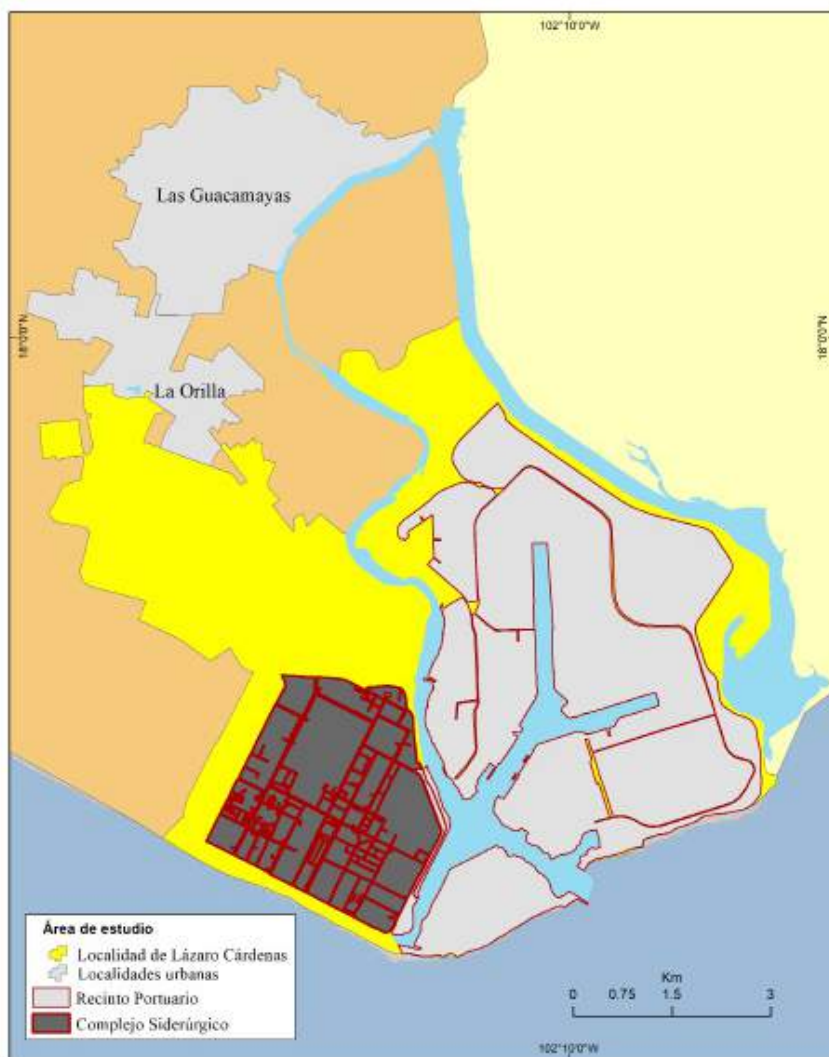 102°10'0"W
Las Guacamayas
18°0'0"N
18°0'0"N
La Orilla
Área de estudio
Localidad de Lázaro Cárdenas
Localidades urbanas
Recinto Portuario
Complejo Siderúrgico
Km
0 0.75 1.5 3
102°10'0"W